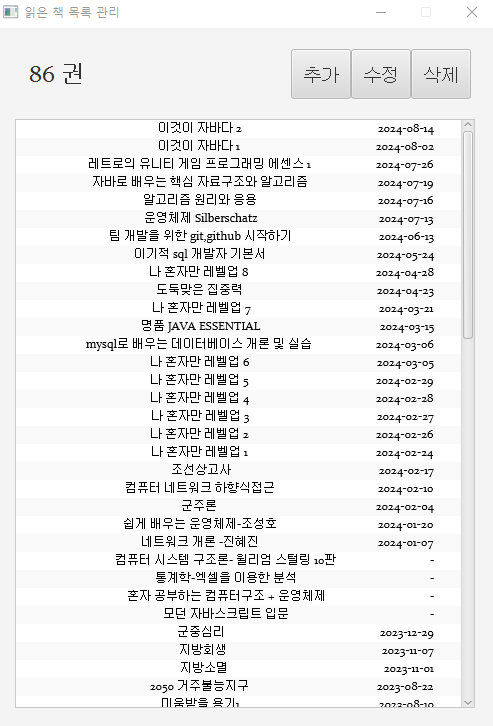 읽은 책 목록 관리
86 권
추가 수정 삭제
이것이 자바다 2 2024-08-14
이것이 자바다 1 2024-08-02
레트로의 유니티 게임 프로그래밍 에센스 1 2024-07-26
자바로 배우는 핵심 자료구조와 알고리즘 2024-07-19
알고리즘 원리와 응용 2024-07-16
운영체제 Silberschatz 2024-07-13
팀 개발을 위한 git,github 시작하기 2024-06-13
이기적 sql 개발자 기본서 2024-05-24
나 혼자만 레벨업 8 2024-04-28
도둑맞은 집중력 2024-04-23
나 혼자만 레벨업 7 2024-03-21
명품 JAVA ESSENTIAL 2024-03-15
mysql로 배우는 데이터베이스 개론 및 실습 2024-03-06
나 혼자만 레벨업 6 2024-03-05
나 혼자만 레벨업 5 2024-02-29
나 혼자만 레벨업 4 2024-02-28
나 혼자만 레벨업 3 2024-02-27
나 혼자만 레벨업 2 2024-02-26
나 혼자만 레벨업 1 2024-02-24
조선상고사 2024-02-17
컴퓨터 네트워크 하향식접근 2024-02-10
군주론 2024-02-04
쉽게 배우는 운영체제-조성호 2024-01-20
네트워크 개론 -진혜진 2024-01-07
컴퓨터 시스템 구조론- 윌리엄 스털링 10판 -
통계학-엑셀을 이용한 분석 -
혼자 공부하는 컴퓨터구조 + 운영체제 -
모던 자바스크립트 입문 -
군중심리 2023-12-29
지방회생 2023-11-07
지방소멸 2023-11-01
2050 거주불능지구 2023-08-22
미움받을 용기1 2023-08-19